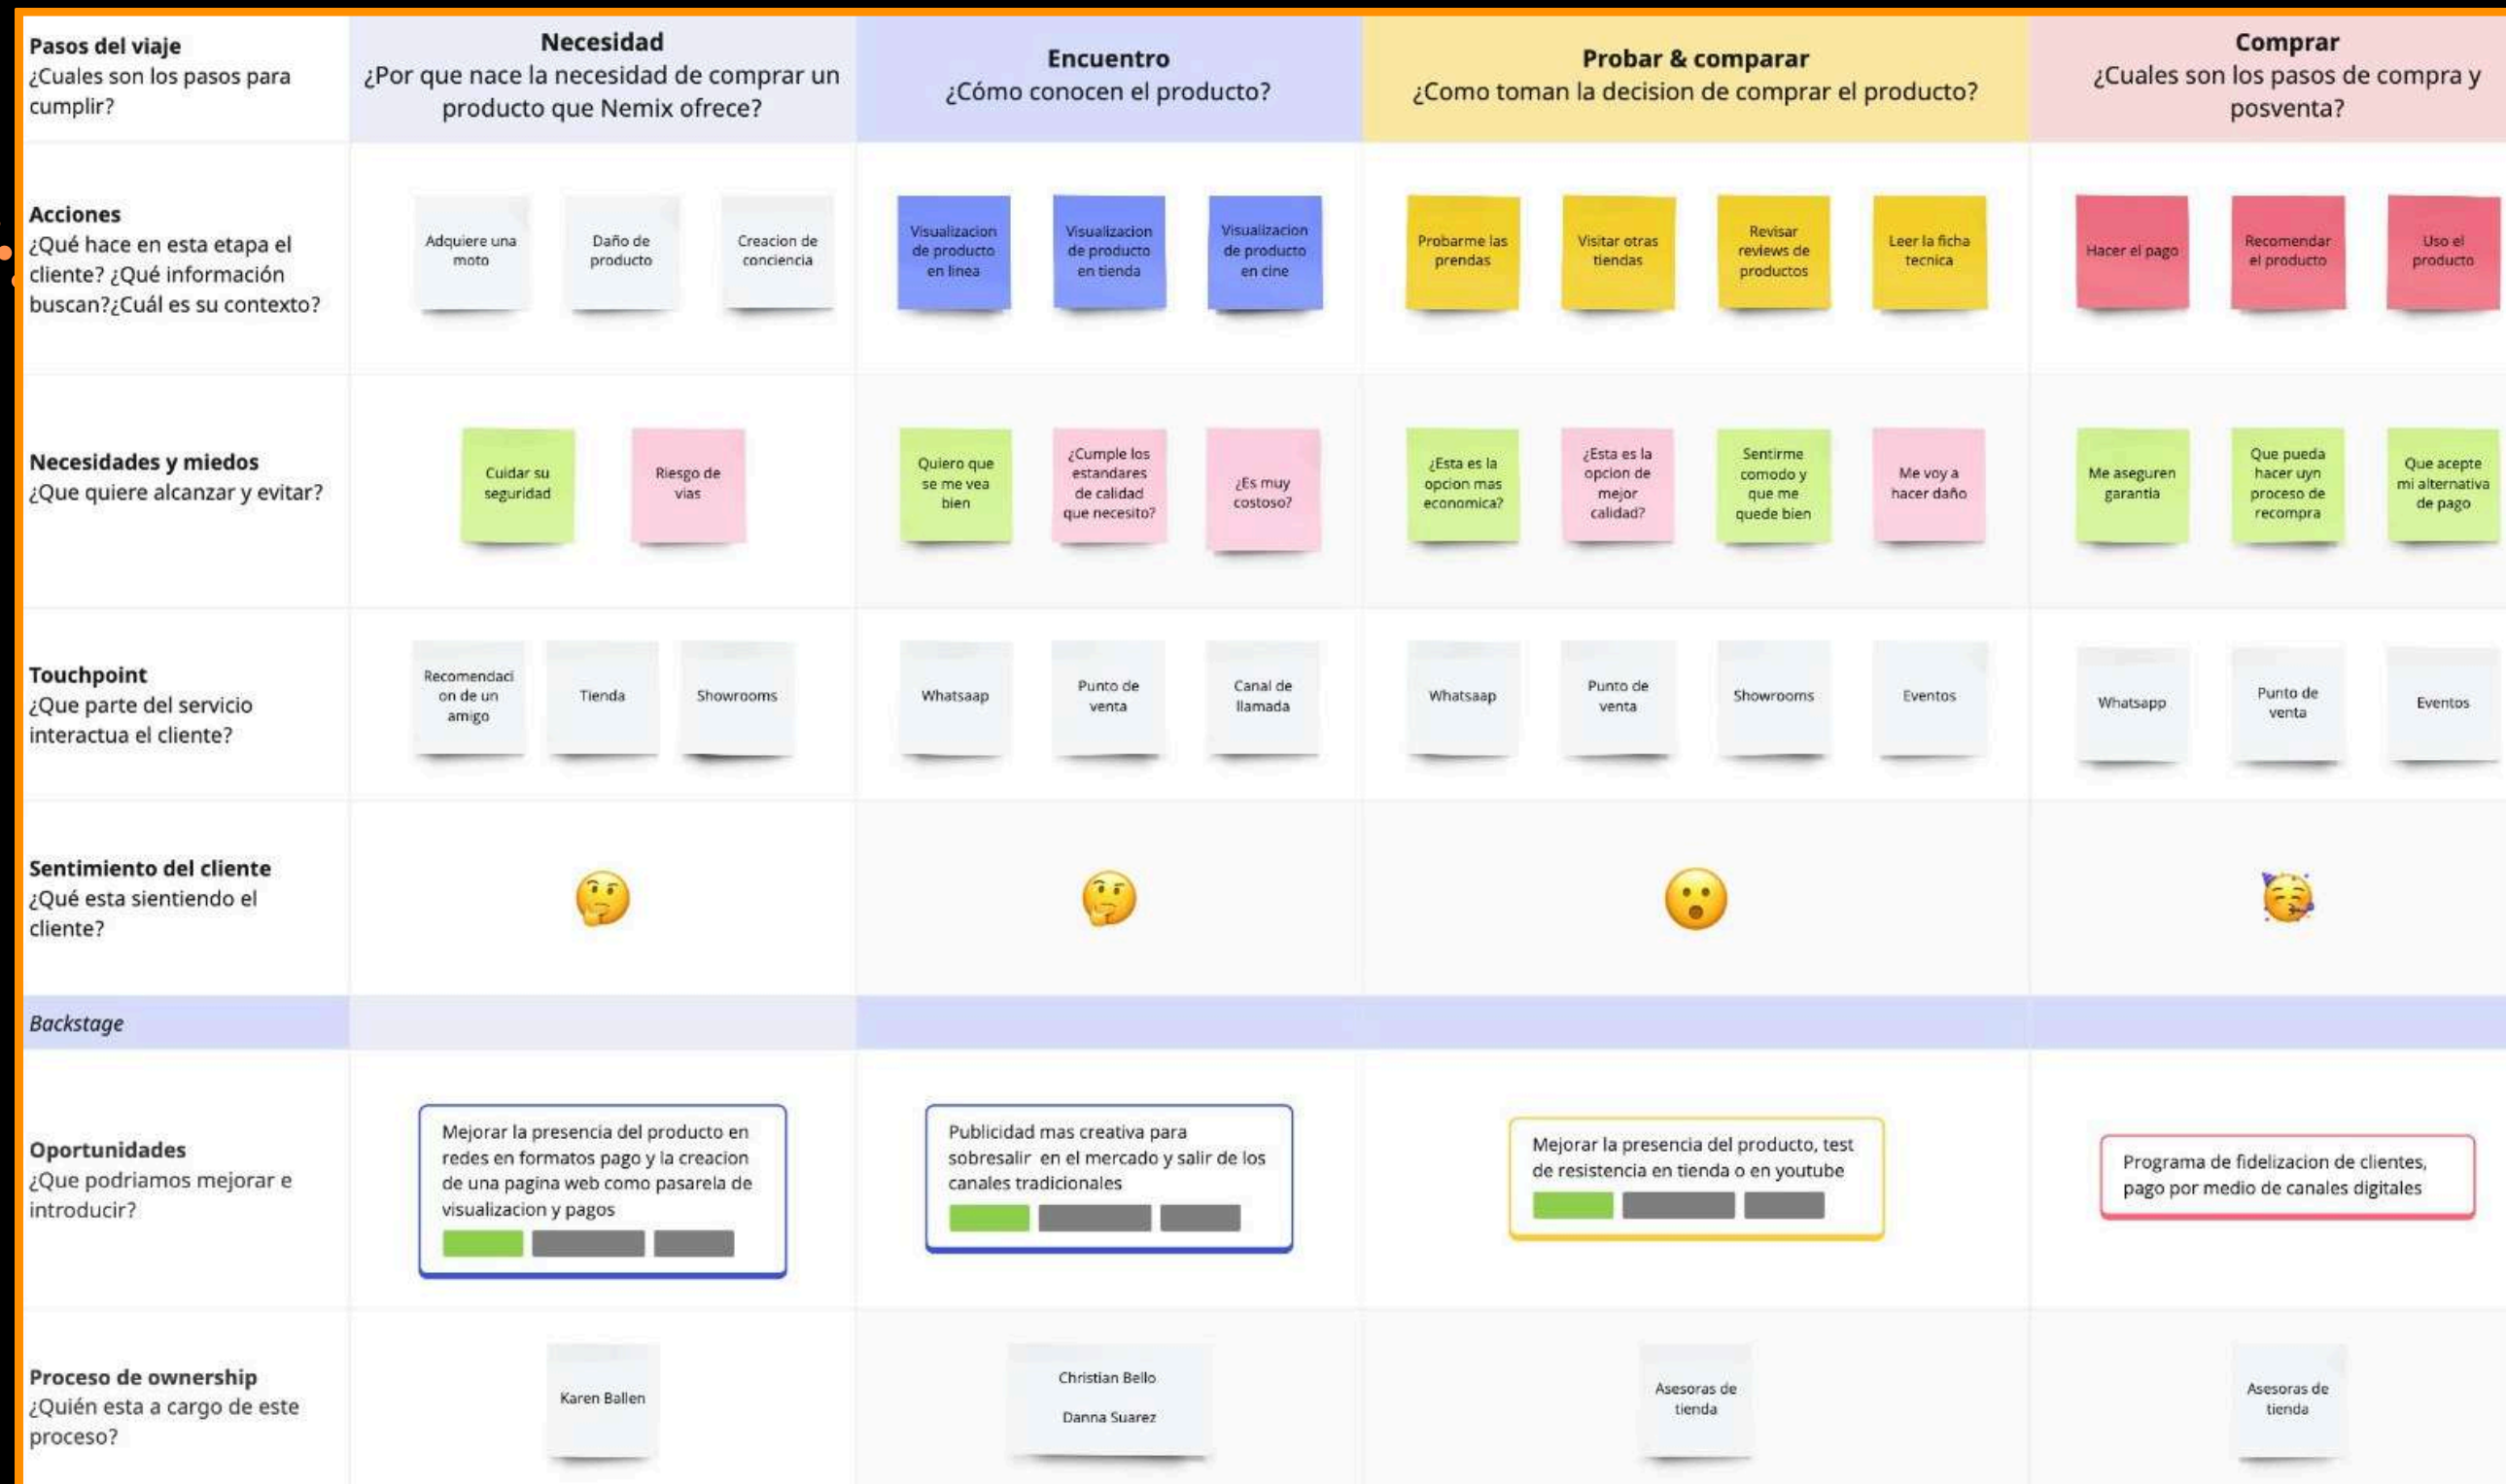 Pasos del viaje
¿Cuales son los pasos para
cumplir?
Necesidad
¿Por que nace la necesidad de comprar un
producto que Nemix ofrece?
Encuentro
¿Cómo conocen el producto?
Probar & comparar
¿Como toman la decision de comprar el producto?
Comprar
¿Cuales son los pasos de compra y
posventa?
Acciones
¿Qué hace en esta etapa el
cliente? ¿Qué información
buscan?¿Cuál es su contexto?
Adquiere una
moto
Daño de
producto
Creacion de
conciencia
Visualizacion
de producto
en linea
Visualizacion
de producto
en tienda
Visualizacion
de producto
en cine
Probarme las
prendas
Visitar otras
tiendas
Revisar
reviews de
productos
Leer la ficha
tecnica
Hacer el pago
Recomendar
el producto
Uso el
producto
Necesidades y miedos
¿Que quiere alcanzar y evitar?
Cuidar su
seguridad
Riesgo de
vias
Quiero que
se me vea
bien
¿Cumple los
estandares
de calidad
que necesito?
¿Es muy
costoso?
¿Esta es la
opcion mas
economica?
¿Esta es la
opcion de
mejor
calidad?
Sentirme
comodo y
que me
quede bien
Me voy a
hacer daño
Me aseguren
garantia
Que pueda
hacer uyn
proceso de
recompra
Que acepte
mi alternativa
de pago
Touchpoint
¿Que parte del servicio
interactua el cliente?
Recomendaci
on de un
amigo
Tienda
Showrooms
Whatsaap
Punto de
venta
Canal de
llamada
Whatsaap
Punto de
venta
Showrooms
Eventos
Whatsapp
Punto de
venta
Eventos
Sentimiento del cliente
¿Qué esta sientiendo el
cliente?
Backstage
Oportunidades
¿Que podriamos mejorar e
introducir?
Mejorar la presencia del producto en
redes en formatos pago y la creacion
de una pagina web como pasarela de
visualizacion y pagos
Publicidad mas creativa para
sobresalir en el mercado y salir de los
canales tradicionales
Mejorar la presencia del producto, test
de resistencia en tienda o en youtube
Programa de fidelizacion de clientes,
pago por medio de canales digitales
Proceso de ownership
¿Quién esta a cargo de este
proceso?
Karen Ballen
Christian Bello
Danna Suarez
Asesoras de
tienda
Asesoras de
tienda